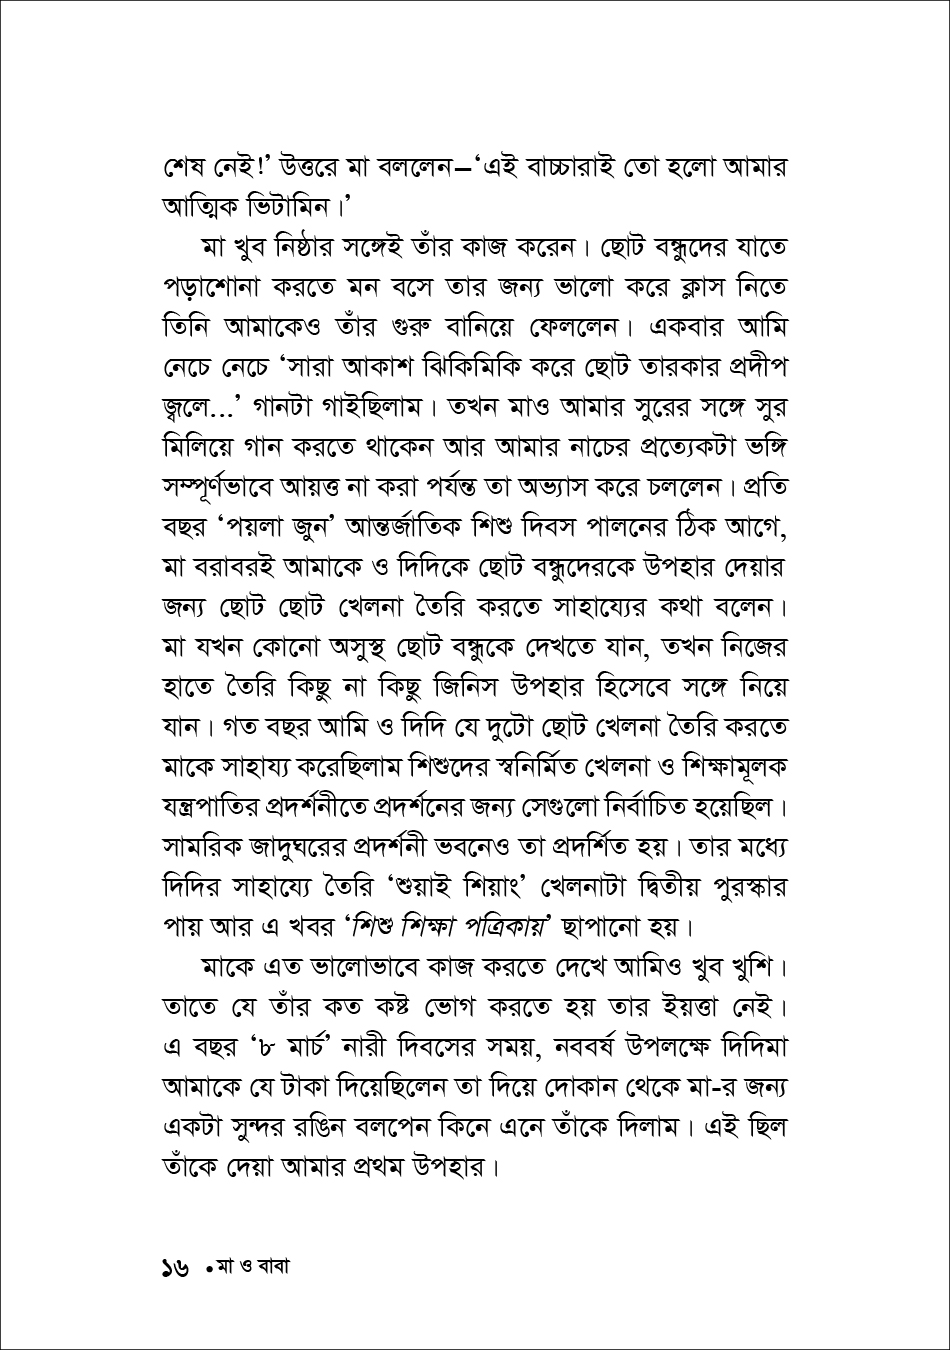 শেষ নেই!’ উত্তরে মা বললেন–‘এই বাচ্চারাই তো হলো আমার
আত্মিক ভিটামিন।’
মা খুব নিষ্ঠার সঙ্গেই তাঁর কাজ করেন। ছোট বন্ধুদের যাতে
পড়াশোনা করতে মন বসে তার জন্য ভালো করে ক্লাস নিতে
তিনি আমাকেও তাঁর গুরু বানিয়ে ফেললেন। একবার আমি
নেচে নেচে ‘সারা আকাশ ঝিকিমিকি করে ছোট তারকার প্রদীপ
জ্বলে...’ গানটা গাইছিলাম। তখন মাও আমার সুরের সঙ্গে সুর
মিলিয়ে গান করতে থাকেন আর আমার নাচের প্রত্যেকটা ভঙ্গি
সম্পূর্ণভাবে আয়ত্ত না করা পর্যন্ত তা অভ্যাস করে চললেন। প্রতি
বছর ‘পয়লা জুন’ আন্তর্জাতিক শিশু দিবস পালনের ঠিক আগে,
মা বরাবরই আমাকে ও দিদিকে ছোট বন্ধুদেরকে উপহার দেয়ার
জন্য ছোট ছোট খেলনা তৈরি করতে সাহায্যের কথা বলেন।
মা যখন কোনো অসুস্থ ছোট বন্ধুকে দেখতে যান, তখন নিজের
হাতে তৈরি কিছু না কিছু জিনিস উপহার হিসেবে সঙ্গে নিয়ে
যান। গত বছর আমি ও দিদি যে দুটো ছোট খেলনা তৈরি করতে
মাকে সাহায্য করেছিলাম শিশুদের স্বনির্মিত খেলনা ও শিক্ষামূলক
যন্ত্রপাতির প্রদর্শনীতে প্রদর্শনের জন্য সেগুলো নির্বাচিত হয়েছিল।
সামরিক জাদুঘরের প্রদর্শনী ভবনেও তা প্রদর্শিত হয়। তার মধ্যে
দিদির সাহায্যে তৈরি ‘শুয়াই শিয়াং’ খেলনাটা দ্বিতীয় পুরস্কার
পায় আর এ খবর ‘শিশু শিক্ষা পত্রিকায়’ ছাপানো হয়।
মাকে এত ভালোভাবে কাজ করতে দেখে আমিও খুব খুশি।
তাতে যে তাঁর কত কষ্ট ভোগ করতে হয় তার ইয়ত্তা নেই।
এ বছর ‘৮ মার্চ’ নারী দিবসের সময়, নববর্ষ উপলক্ষে দিদিমা
আমাকে যে টাকা দিয়েছিলেন তা দিয়ে দোকান থেকে মা-র জন্য
একটা সুন্দর রঙিন বলপেন কিনে এনে তাঁকে দিলাম। এই ছিল
তাঁকে দেয়া আমার প্রথম উপহার।
১৬ • মা ও বাবা